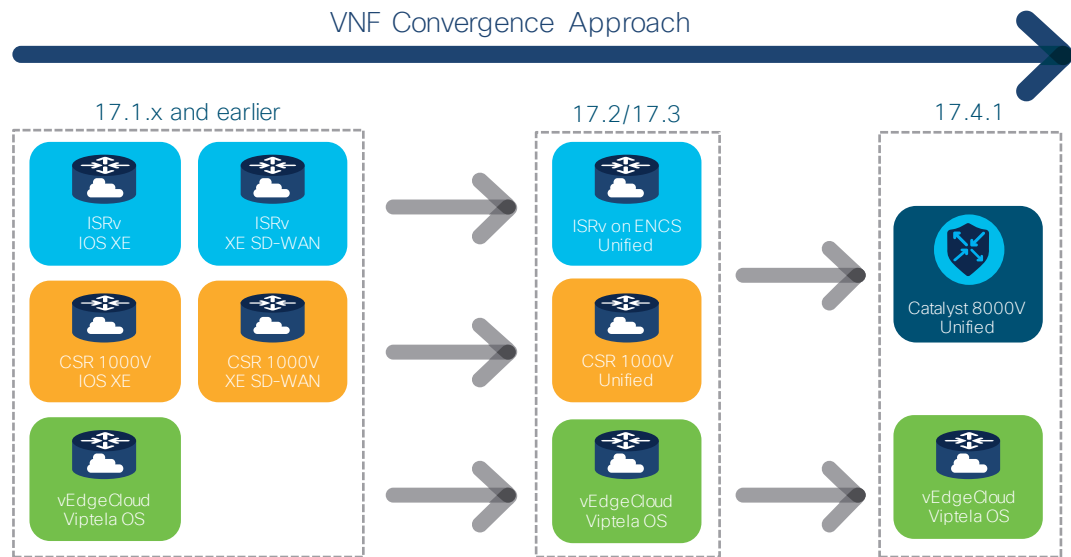 VNF Convergence Approach
17.1.x and earlier
ISRv
IOS XE
ISRv
XE SD-WAN
CSR 1000V
IOS XE
CSR 1000V
XE SD-WAN
vEdgeCloud
Viptela OS
17.2/17.3
ISRv on ENCS
Unified
CSR 1000V
Unified
vEdgeCloud
Viptela OS
17.4.1
Catalyst 8000V
Unified
vEdgeCloud
Viptela OS